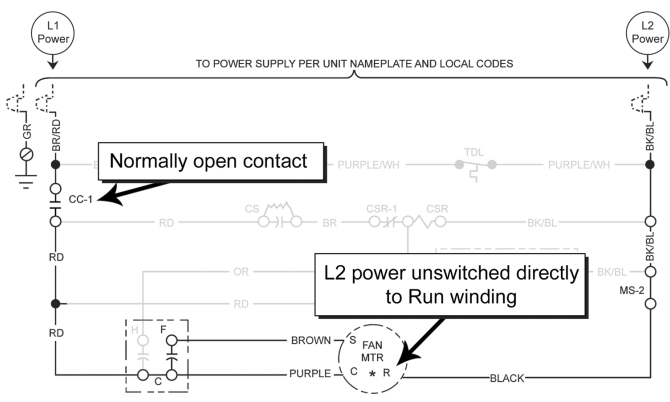 L1
Power
L2
Power
TO POWER SUPPLY PER UNIT NAMEPLATE AND LOCAL CODES
GR
BR/RD
BK/BL
Normally open contact
PURPLE/WH
TDL
PURPLE/WH
CC-1
CS
CSR-1
CSR
RD
BR
BK/BL
BK/BL
RD
OR
L2 power unswitched directly
to Run winding
BK/BL
MS-2
RD
RD
H
F
C
BROWN
S
FAN
MTR
C
*
R
PURPLE
BLACK